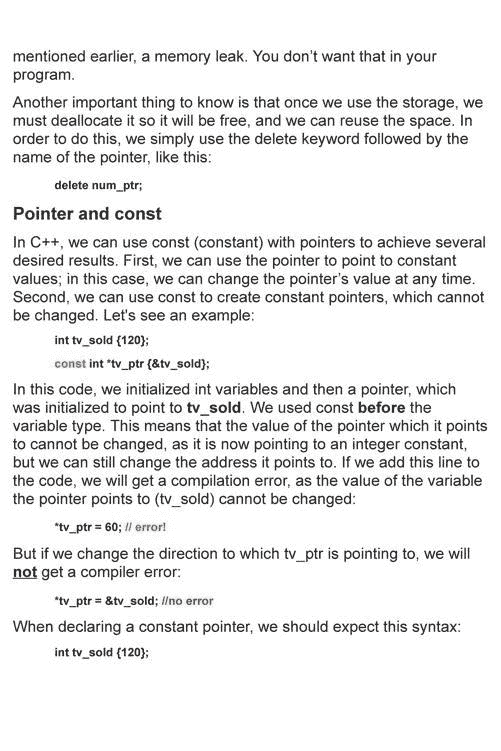 mentioned earlier, a memory leak. You don’t want that in your
program.
Another important thing to know is that once we use the storage, we
must deallocate it so it will be free, and we can reuse the space. In
order to do this, we simply use the delete keyword followed by the
name of the pointer, like this:
delete num_ptr;
Pointer and const
In C++, we can use const (constant) with pointers to achieve several
desired results. First, we can use the pointer to point to constant
values; in this case, we can change the pointer’s value at any time.
Second, we can use const to create constant pointers, which cannot
be changed. Let's see an example:
int tv_sold {120};
const int *tv_ptr {&tv_sold};
In this code, we initialized int variables and then a pointer, which
was initialized to point to tv_sold. We used const before the
variable type. This means that the value of the pointer which it points
to cannot be changed, as it is now pointing to an integer constant,
but we can still change the address it points to. If we add this line to
the code, we will get a compilation error, as the value of the variable
the pointer points to (tv_sold) cannot be changed:
*tv_ptr = 60; // error!
But if we change the direction to which tv_ptr is pointing to, we will
not get a compiler error:
*tv_ptr = &tv_sold; //no error
When declaring a constant pointer, we should expect this syntax:
int tv_sold {120};